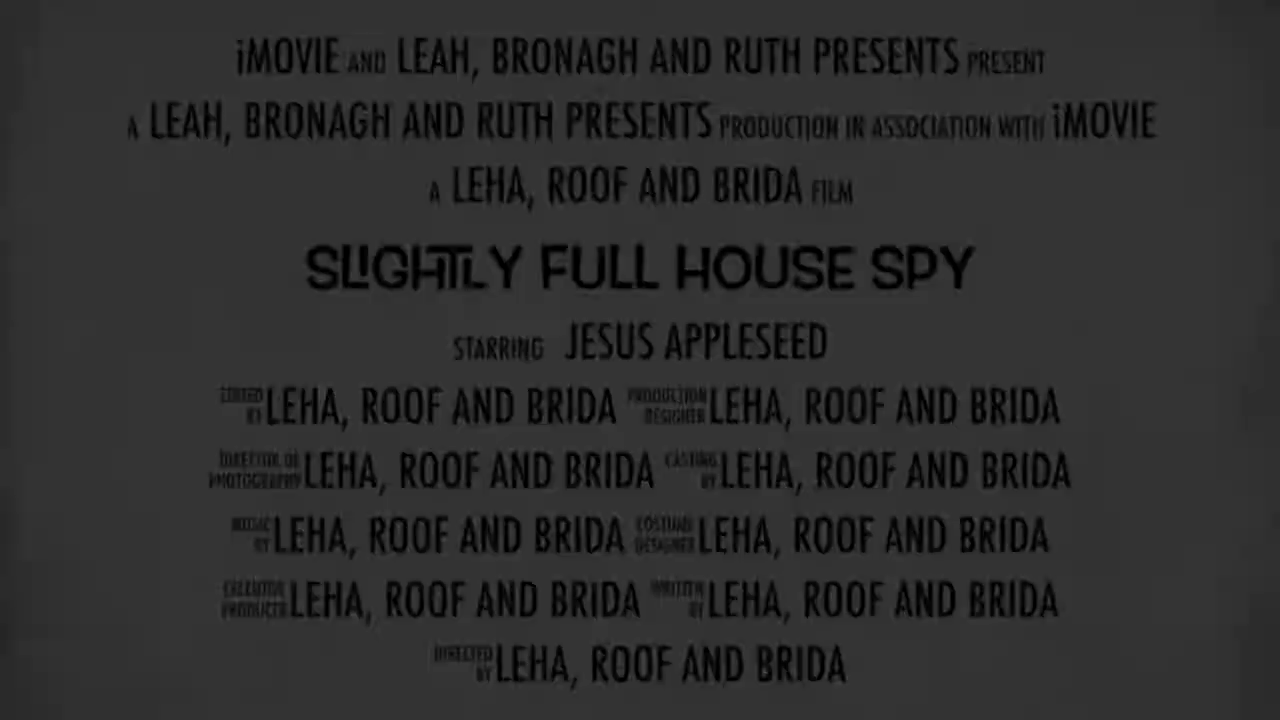 iMOVIE AND LEAH, BRONAGH AND RUTH PRESENTS PRESENT
A LEAH, BRONAGH AND RUTH PRESENTS PRODUCTION IN ASSOCIATION WITH iMOVIE
A LEHA, ROOF AND BRIDA FILM
SLIGHTLY FULL HOUSE SPY
STARRING JESUS APPLESEED
EDITED BY LEHA, ROOF AND BRIDA PRODUCTION DESIGNER LEHA, ROOF AND BRIDA
DIRECTOR OF PHOTOGRAPHY LEHA, ROOF AND BRIDA CASTING BY LEHA, ROOF AND BRIDA
MUSIC BY LEHA, ROOF AND BRIDA COSTUME DESIGNER LEHA, ROOF AND BRIDA
EXECUTIVE PRODUCER LEHA, ROOF AND BRIDA WRITTEN BY LEHA, ROOF AND BRIDA
DIRECTED BY LEHA, ROOF AND BRIDA